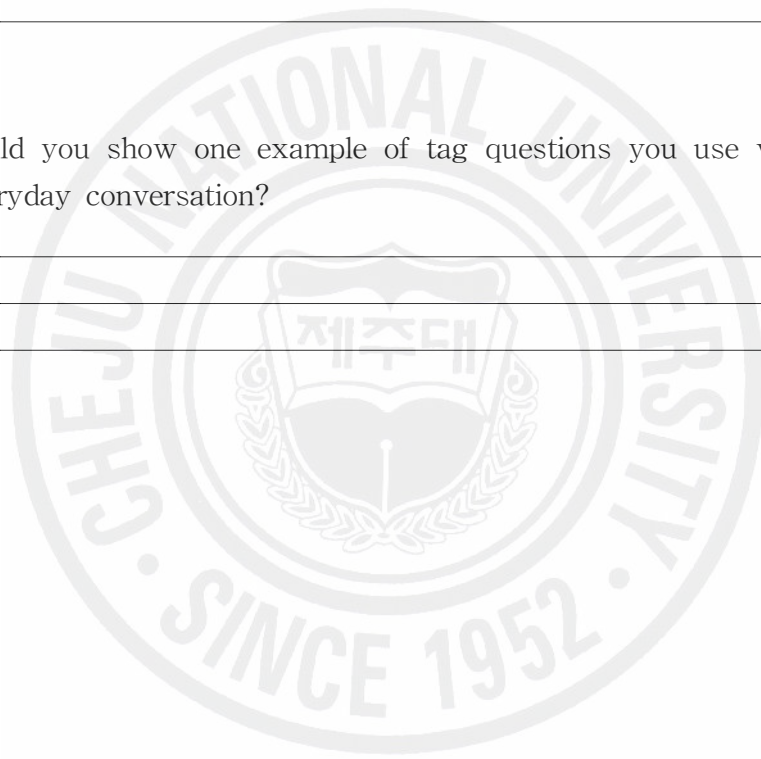 ld you show one example of tag questions you use v
ryday conversation?
CHEJU NATIONAL UNIVERSITY
제주대
SINCE 1952